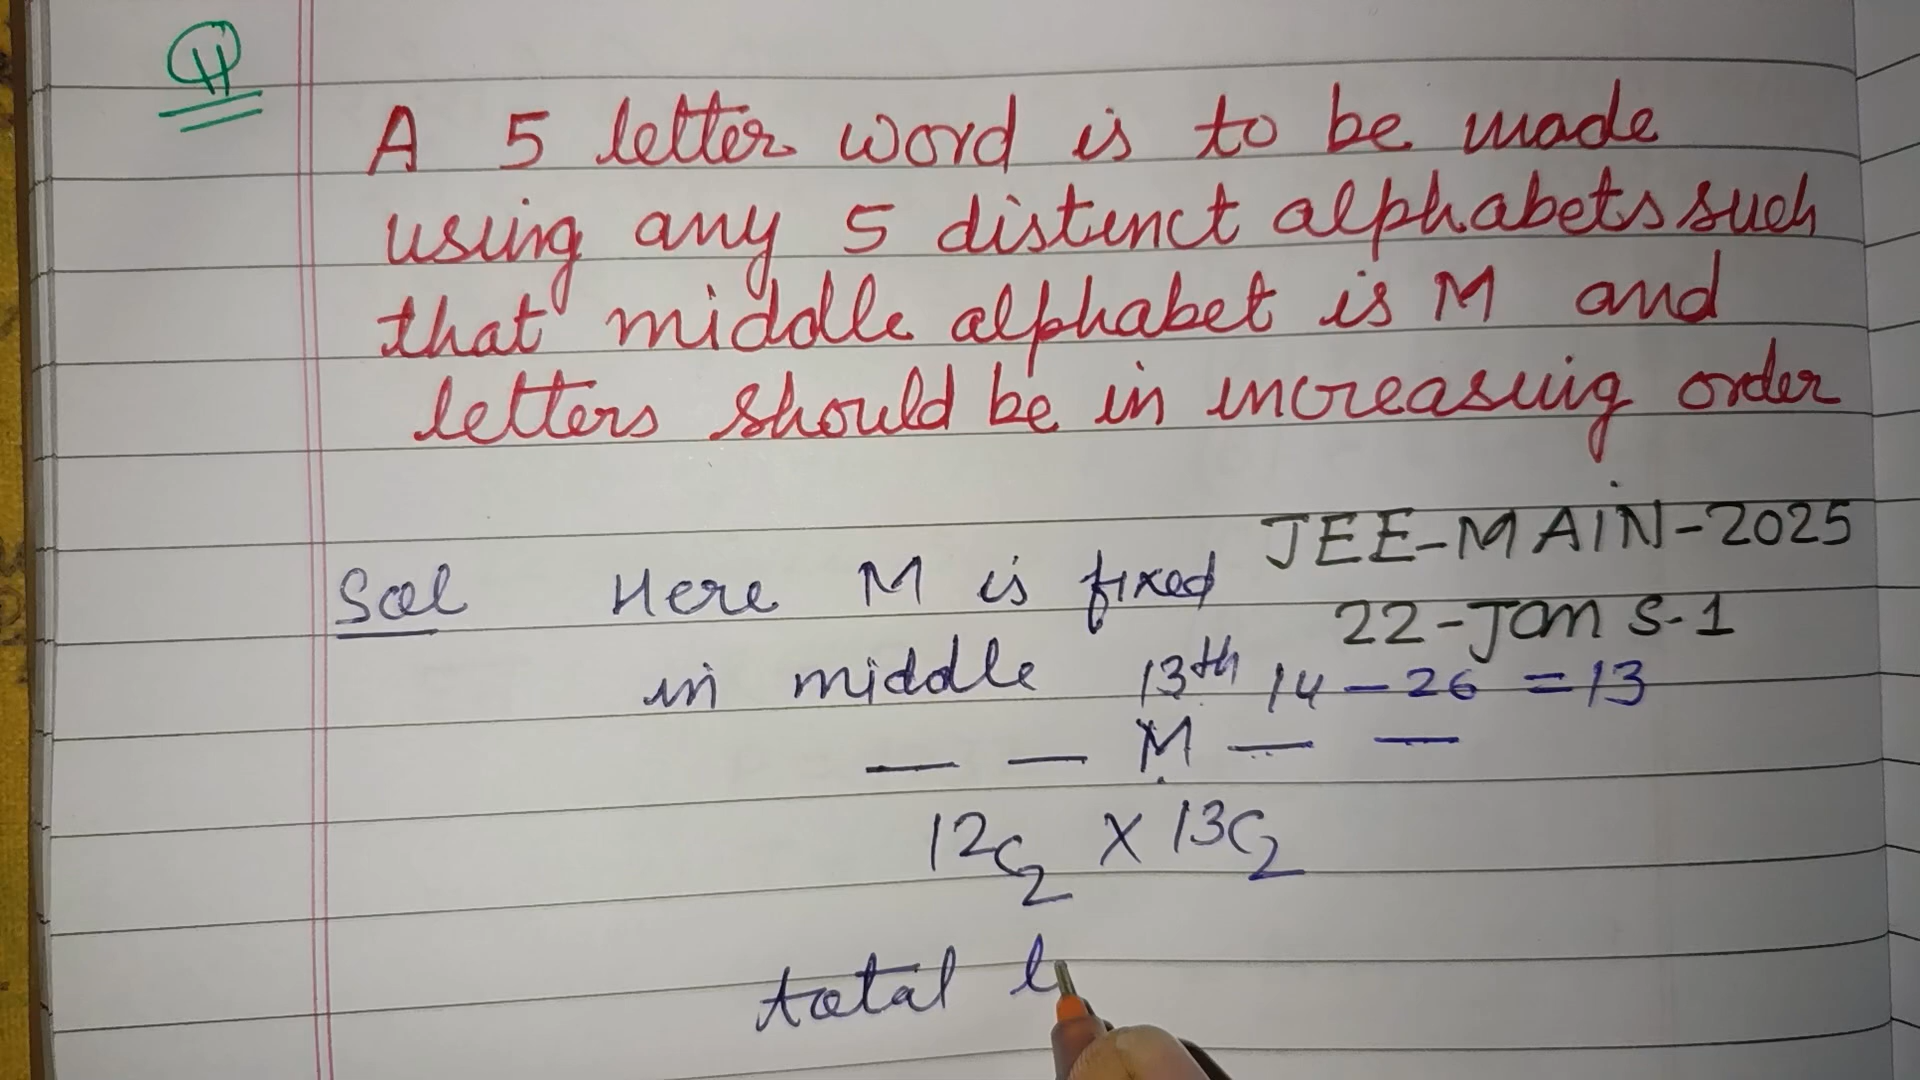 Q
A 5 letter word is to be made
using any 5 distinct alphabets such
that middle alphabet is M and
letters should be in increasing order
JEE-MAIN-2025
Sol Here M is fixed
22-Jan S-1
in middle 13th 14 - 26 = 13
— — M — —
12C2 X 13C2
total